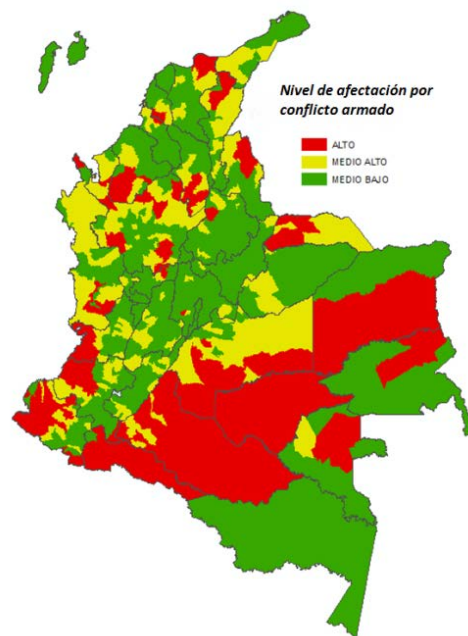 Nivel de afectación por
conflicto armado
ALTO
MEDIO ALTO
MEDIO BAJO